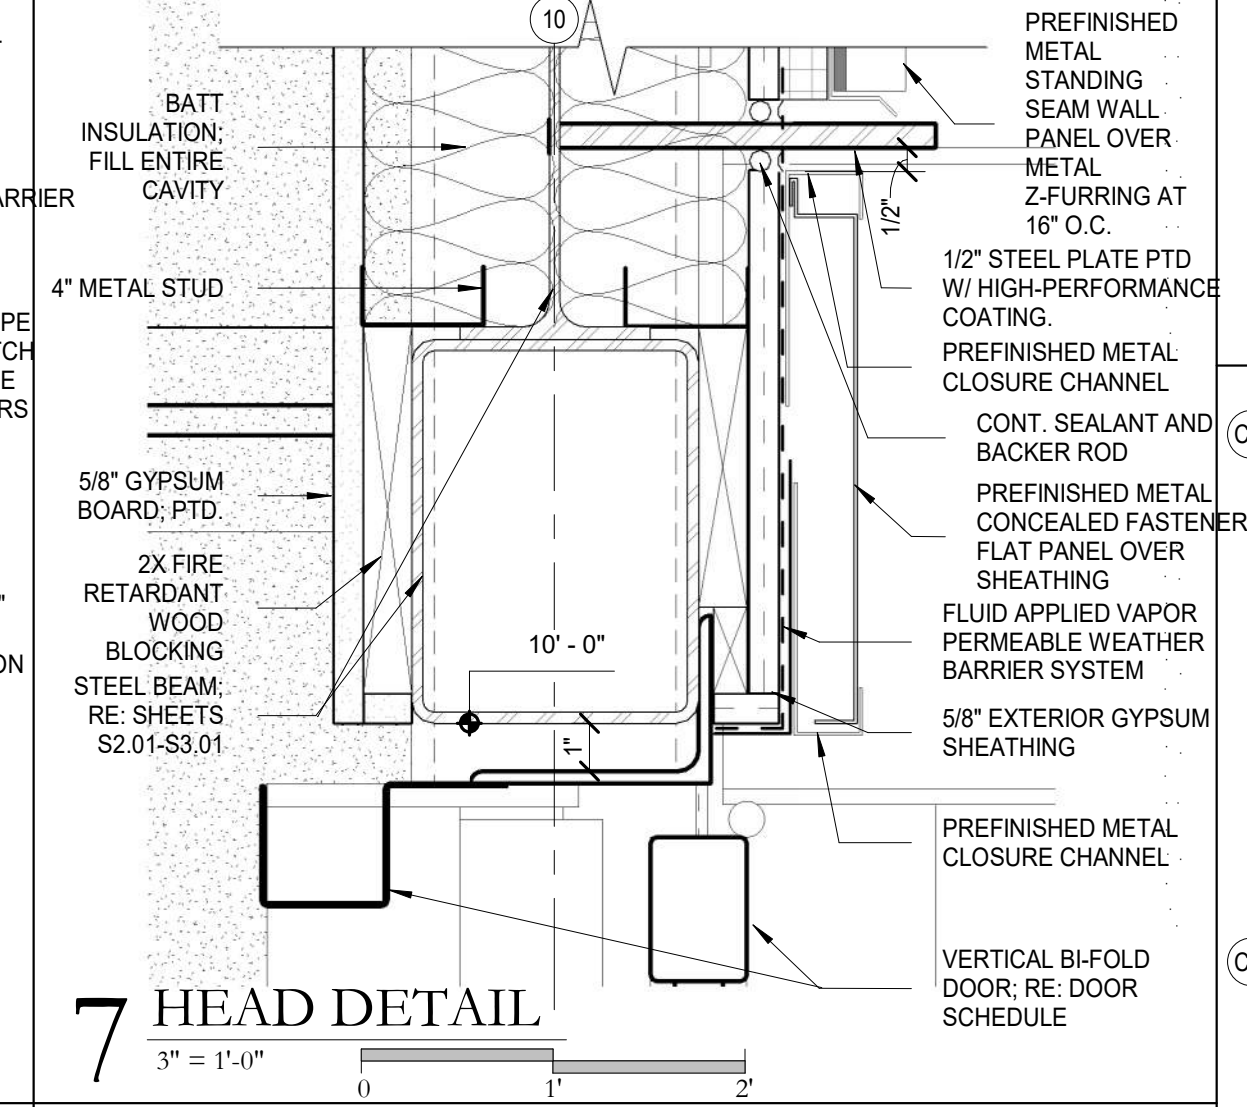 10
BATT
INSULATION;
FILL ENTIRE
CAVITY
ARRIER
4" METAL STUD
PE
TCH
E
RS
5/8" GYPSUM
BOARD; PTD.
2X FIRE
RETARDANT
WOOD
BLOCKING
"
ON
STEEL BEAM;
RE: SHEETS
S2.01-S3.01
10' - 0"
1"
1/2"
PREFINISHED
METAL
STANDING
SEAM WALL
PANEL OVER
METAL
Z-FURRING AT
16" O.C.
1/2" STEEL PLATE PTD
W/ HIGH-PERFORMANCE
COATING.
PREFINISHED METAL
CLOSURE CHANNEL
CONT. SEALANT AND
BACKER ROD
C
PREFINISHED METAL
CONCEALED FASTENER
FLAT PANEL OVER
SHEATHING
FLUID APPLIED VAPOR
PERMEABLE WEATHER
BARRIER SYSTEM
5/8" EXTERIOR GYPSUM
SHEATHING
PREFINISHED METAL
CLOSURE CHANNEL
VERTICAL BI-FOLD
DOOR; RE: DOOR
SCHEDULE
C
7 HEAD DETAIL
3" = 1'-0"
0 1' 2'